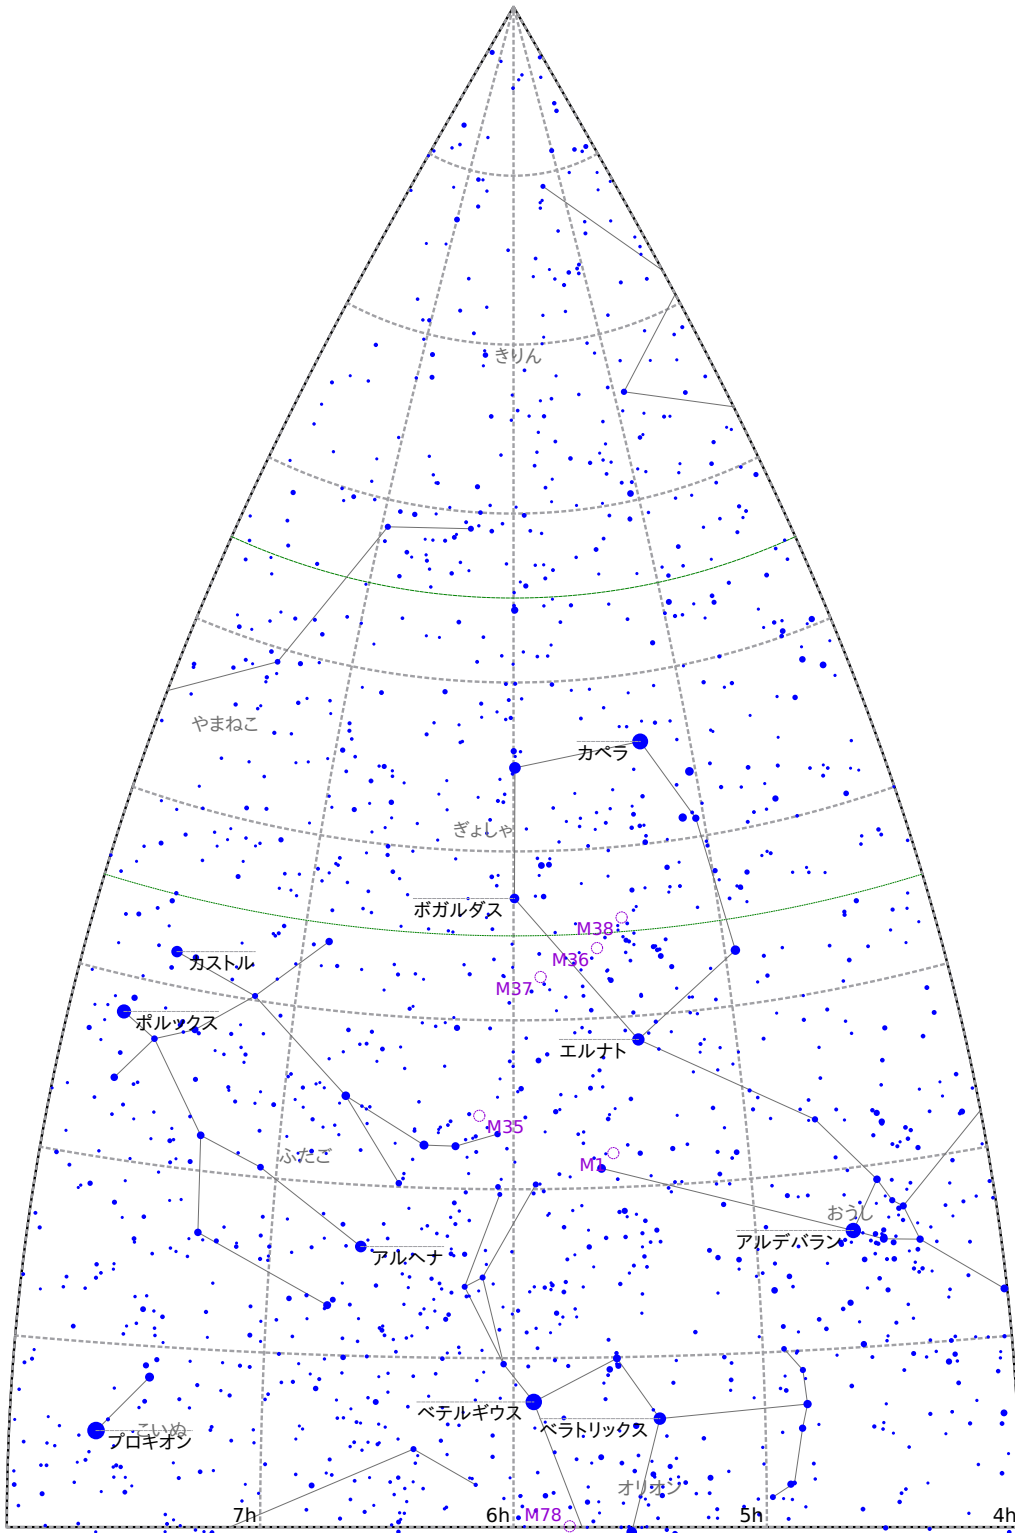 きりん
やまねこ
カペラ
ぎょしゃ
ボガルダス
M38
M36
カストル
M37
ポルックス
エルナト
M35
ふたご
M1
おうし
アルデバラン
アルヘナ
ベテルギウス
ベラトリックス
こいぬ
プロキオン
オリオン
7h
6h
M78
5h
4h